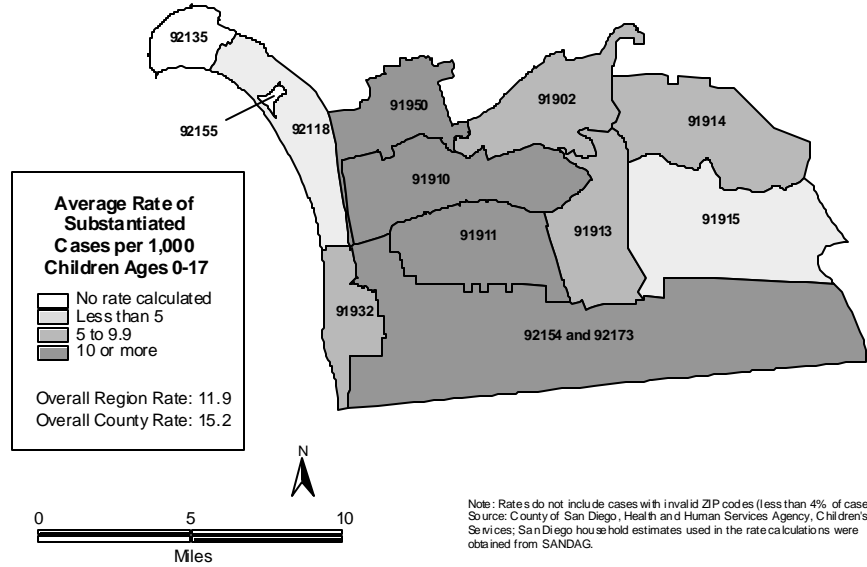 92135
92155
92118
91950
91902
91914
91910
91911
91913
91915
91932
92154 and 92173
Average Rate of
Substantiated
Cases per 1,000
Children Ages 0-17
No rate calculated
Less than 5
5 to 9.9
10 or more
Overall Region Rate: 11.9
Overall County Rate: 15.2
N
0 5 10
Miles
Note: Rates do not include cases with invalid ZIP codes (less than 4% of case
Source: County of San Diego, Health and Human Services Agency, Children's
Services; San Diego household estimates used in the rate calculations were
obtained from SANDAG.